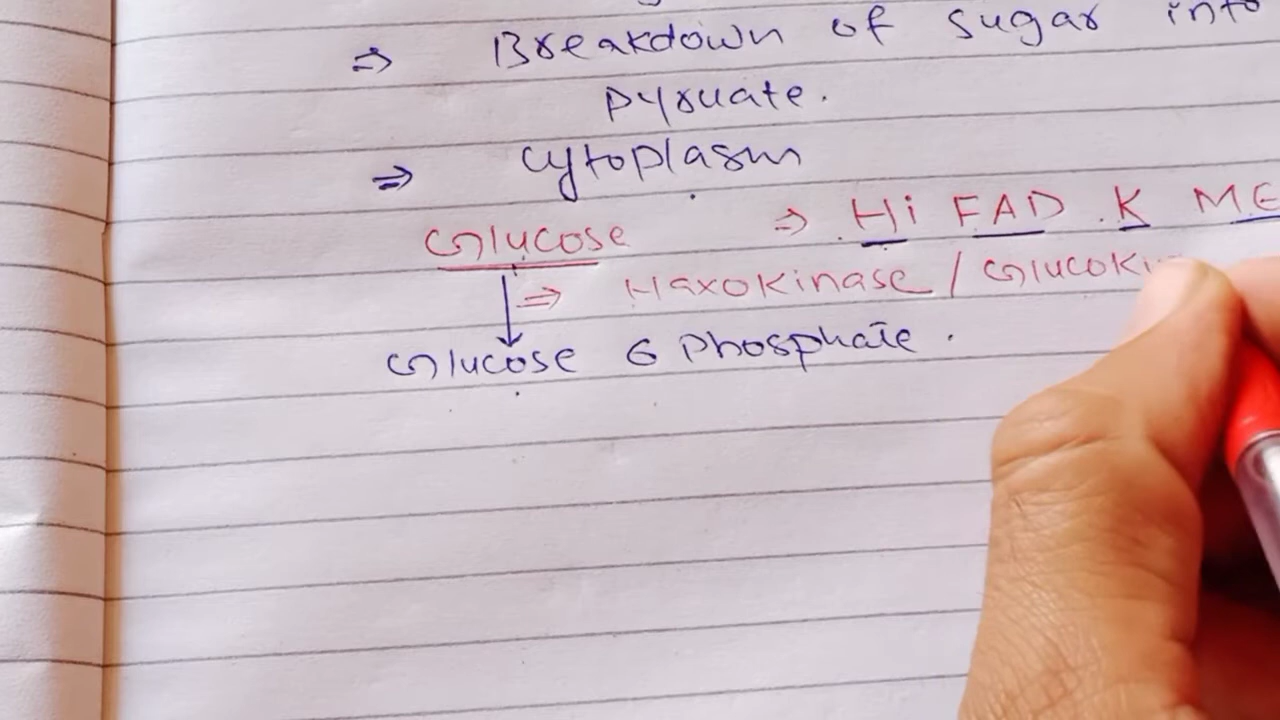 ⇒ Breakdown of sugar into
pyruate.
⇒ cytoplasm
Glucose ⇒ Hi FAD K ME
⇒ Haxokinase / Glucoki
Glucose 6 Phosphate.